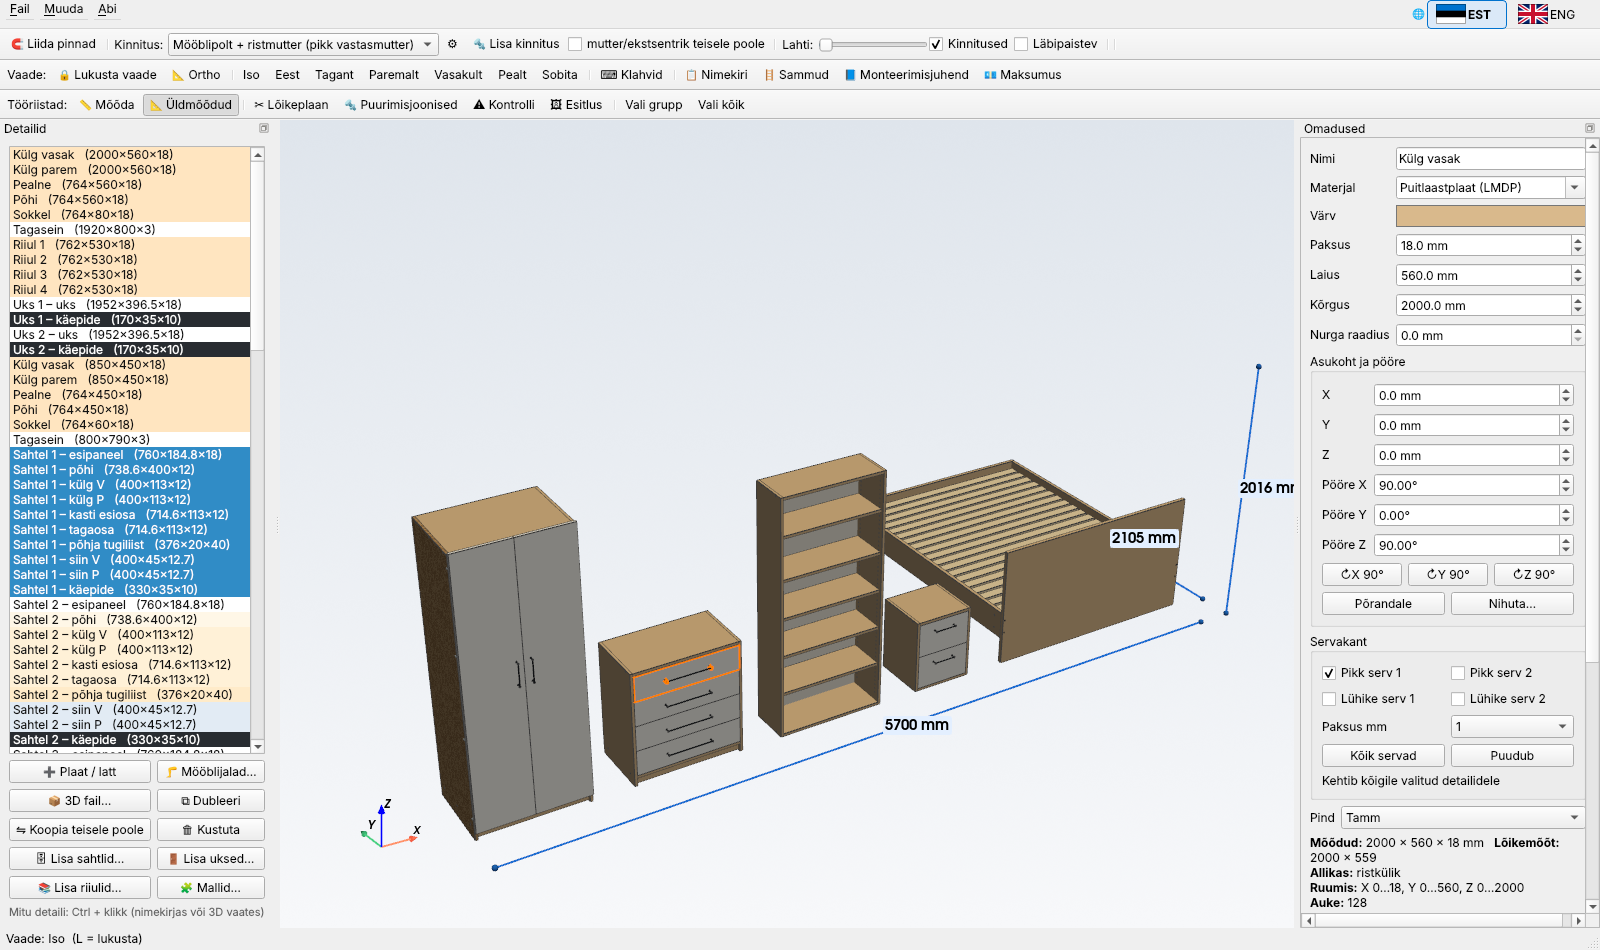 Fail Muuda Abi
EST ENG
Liida pinnad Kinnitus: Mööblipolt + ristmutter (pikk vastasmutter) Lisa kinnitus mutter/ekstsentrik teisele poole Lahti: Kinnitused Läbipaistev
Vaade: Lukusta vaade Ortho Iso Eest Tagant Paremalt Vasakult Pealt Sobita Klahvid Nimekiri Sammud Monteerimisjuhend Maksumus
Tööriistad: Mõõda Üldmõõdud Lõikeplaan Puurimisjoonised Kontrolli Esitlus Vali grupp Vali kõik
Detailid
Külg vasak (2000×560×18)
Külg parem (2000×560×18)
Pealne (764×560×18)
Põhi (764×560×18)
Sokkel (764×80×18)
Tagasein (1920×800×3)
Riiul 1 (762×530×18)
Riiul 2 (762×530×18)
Riiul 3 (762×530×18)
Riiul 4 (762×530×18)
Uks 1 – uks (1952×396.5×18)
Uks 1 – käepide (170×35×10)
Uks 2 – uks (1952×396.5×18)
Uks 2 – käepide (170×35×10)
Külg vasak (850×450×18)
Külg parem (850×450×18)
Pealne (764×450×18)
Põhi (764×450×18)
Sokkel (764×60×18)
Tagasein (800×790×3)
Sahtel 1 – esipaneel (760×184.8×18)
Sahtel 1 – põhi (738.6×400×12)
Sahtel 1 – külg V (400×113×12)
Sahtel 1 – külg P (400×113×12)
Sahtel 1 – kasti esiosa (714.6×113×12)
Sahtel 1 – tagaosa (714.6×113×12)
Sahtel 1 – põhja tugiliist (376×20×40)
Sahtel 1 – siin V (400×45×12.7)
Sahtel 1 – siin P (400×45×12.7)
Sahtel 1 – käepide (330×35×10)
Sahtel 2 – esipaneel (760×184.8×18)
Sahtel 2 – põhi (738.6×400×12)
Sahtel 2 – külg V (400×113×12)
Sahtel 2 – külg P (400×113×12)
Sahtel 2 – kasti esiosa (714.6×113×12)
Sahtel 2 – tagaosa (714.6×113×12)
Sahtel 2 – põhja tugiliist (376×20×40)
Sahtel 2 – siin V (400×45×12.7)
Sahtel 2 – siin P (400×45×12.7)
Sahtel 2 – käepide (330×35×10)
Plaat / latt Mööblijalad...
3D fail... Dubleeri
Koopia teisele poole Kustuta
Lisa sahtlid... Lisa uksed...
Lisa riiulid... Mallid...
Mitu detaili: Ctrl + klikk (nimekirjas või 3D vaates)
Vaade: Iso (L = lukusta)
2016 mm
2105 mm
5700 mm
Z
Y
X
Omadused
Nimi Külg vasak
Materjal Puitlaastplaat (LMDP)
Värv
Paksus 18.0 mm
Laius 560.0 mm
Kõrgus 2000.0 mm
Nurga raadius 0.0 mm
Asukoht ja pööre
X 0.0 mm
Y 0.0 mm
Z 0.0 mm
Pööre X 90.00°
Pööre Y 0.00°
Pööre Z 90.00°
↻X 90° ↻Y 90° ↻Z 90°
Põrandale Nihuta...
Servakant
Pikk serv 1 Pikk serv 2
Lühike serv 1 Lühike serv 2
Paksus mm 1
Kõik servad Puudub
Kehtib kõigile valitud detailidele
Pind Tamm
Mõõdud: 2000 × 560 × 18 mm Lõikemõõt:
2000 × 559
Allikas: ristkülik
Ruumis: X 0...18, Y 0...560, Z 0...2000
Auke: 128